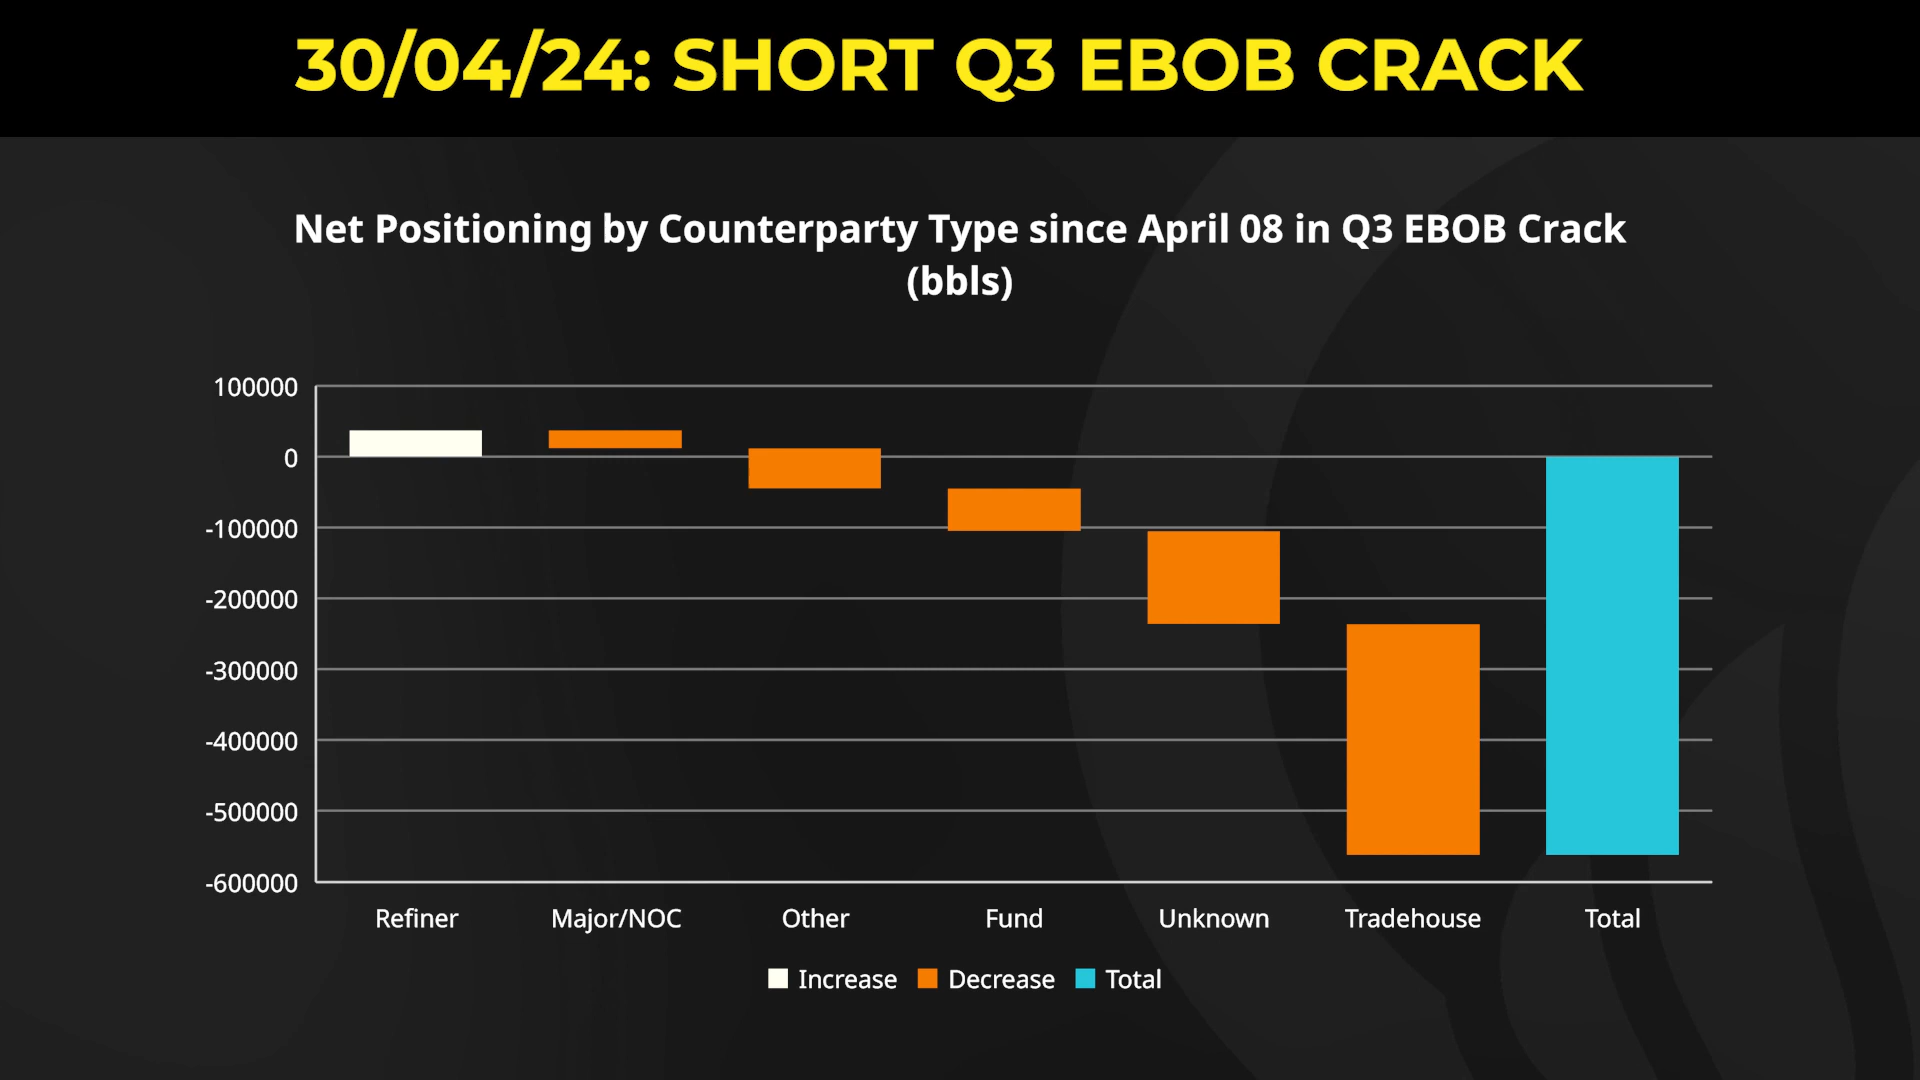 30/04/24: SHORT Q3 EBOB CRACK
Net Positioning by Counterparty Type since April 08 in Q3 EBOB Crack
(bbls)
100000
0
-100000
-200000
-300000
-400000
-500000
-600000
Refiner Major/NOC Other Fund Unknown Tradehouse Total
Increase Decrease Total